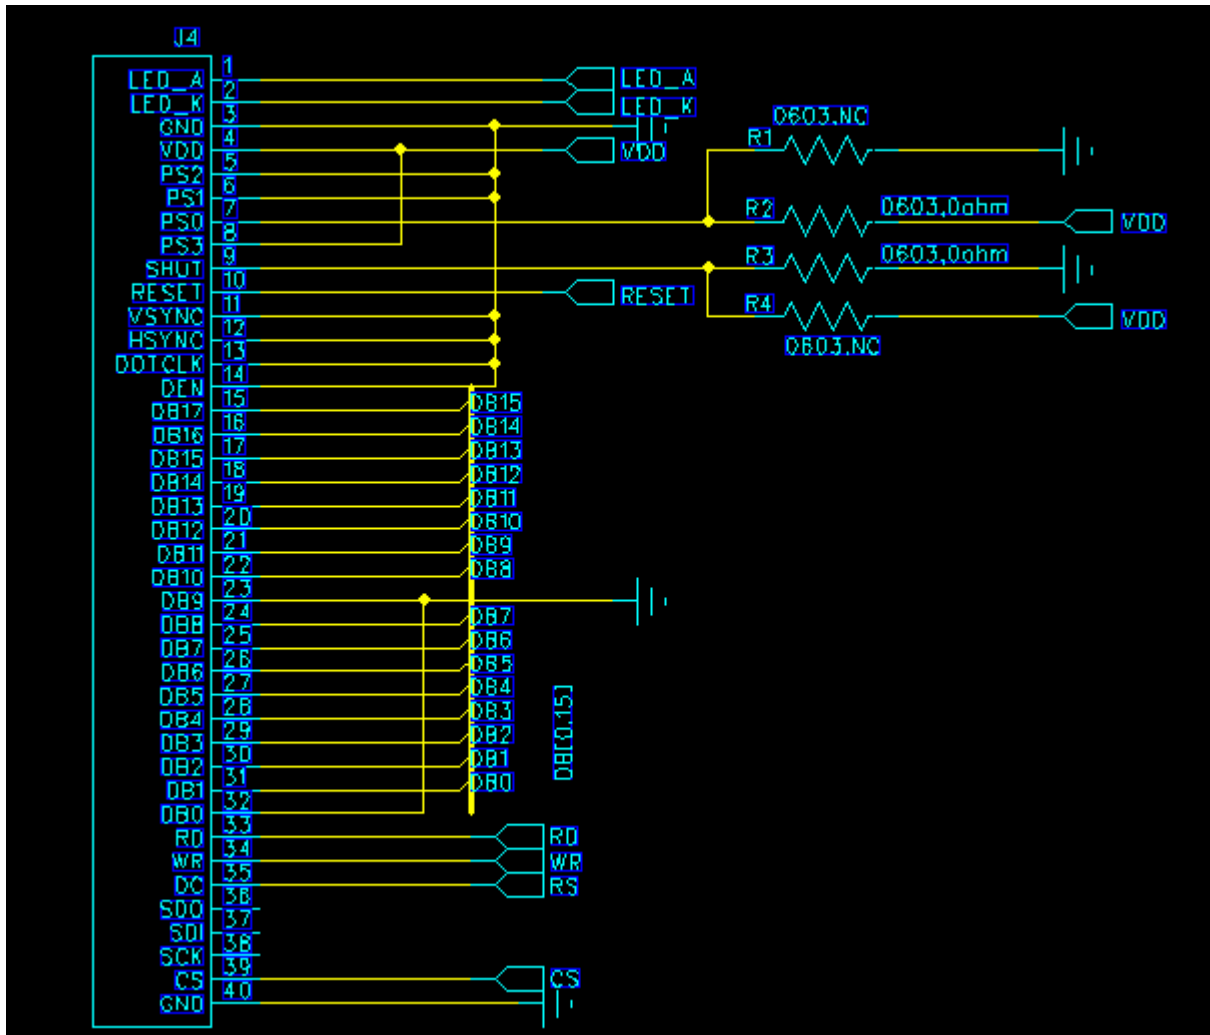 J4
1
LED_A LED_A
2
LED_K LED_K
3
GND
4
VDD VDD
5
PS2
6
PS1
7
PS0
8
PS3
9
SHUT
10
RESET RESET
11
VSYNC
12
HSYNC
13
DOTCLK
14
DEN
15
DB17 DB15
16
DB16 DB14
17
DB15 DB13
18
DB14 DB12
19
DB13 DB11
20
DB12 DB10
21
DB11 DB9
22
DB10 DB8
23
DB9
24
DB8 DB7
25
DB7 DB6
26
DB6 DB5
27
DB5 DB4
28
DB4 DB3
29
DB3 DB2
30
DB2 DB1
31
DB1 DB0
32
DB0
33
RD RD
34
WR WR
35
DC RS
36
SDO
37
SDI
38
SCK
39
CS CS
40
GND
DB[0.15]
0603.NC
R1
R2 0603,0ohm
VDD
R3 0603,0ohm
R4
VDD
0603.NC